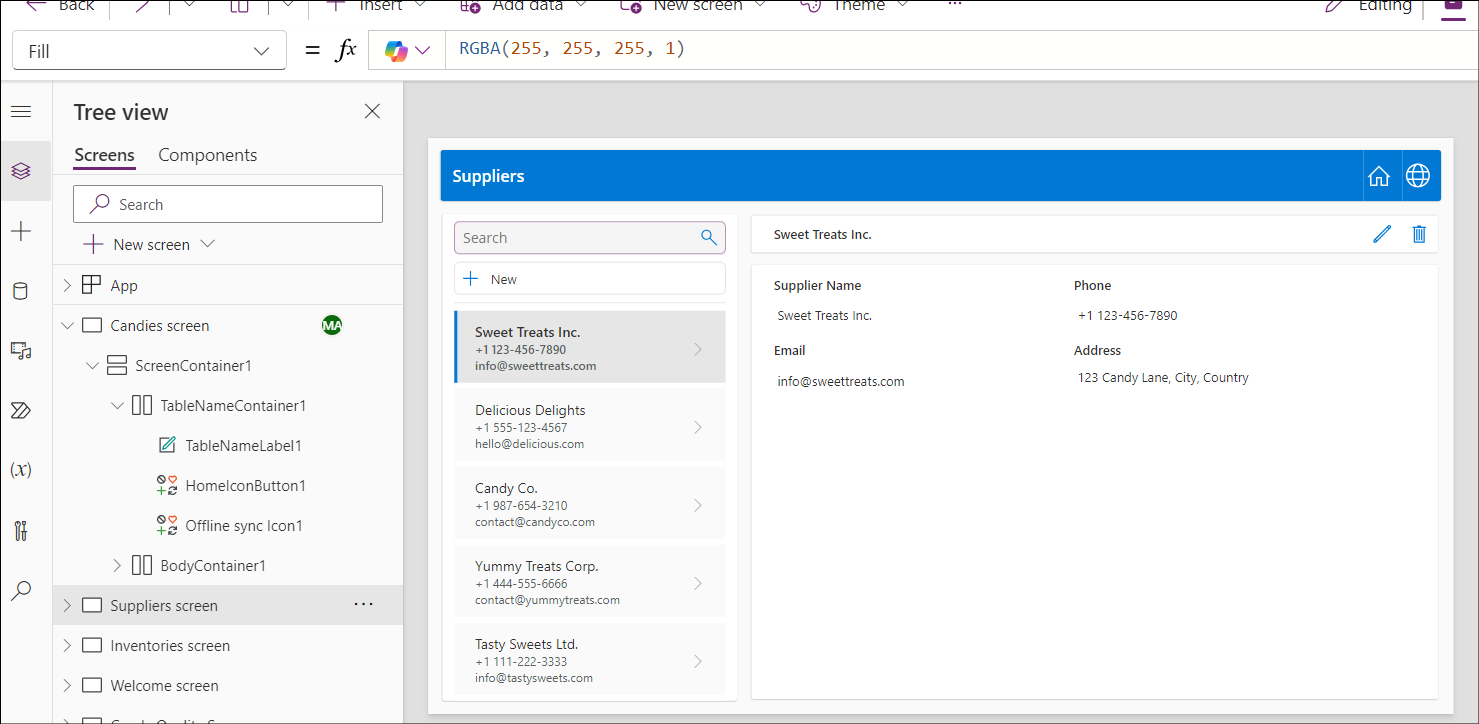 Back
Insert
Add data
New screen
Theme
...
Editing
Fill
= fx
RGBA(255, 255, 255, 1)
Tree view
Screens
Components
Search
New screen
App
Candies screen
MA
ScreenContainer1
TableNameContainer1
TableNameLabel1
HomeIconButton1
Offline sync Icon1
BodyContainer1
Suppliers screen
...
Inventories screen
Welcome screen
(x)
Suppliers
Search
New
Sweet Treats Inc.
+1 123-456-7890
info@sweettreats.com
Delicious Delights
+1 555-123-4567
hello@delicious.com
Candy Co.
+1 987-654-3210
contact@candyco.com
Yummy Treats Corp.
+1 444-555-6666
contact@yummytreats.com
Tasty Sweets Ltd.
+1 111-222-3333
info@tastysweets.com
Sweet Treats Inc.
Supplier Name
Phone
Sweet Treats Inc.
+1 123-456-7890
Email
Address
info@sweettreats.com
123 Candy Lane, City, Country